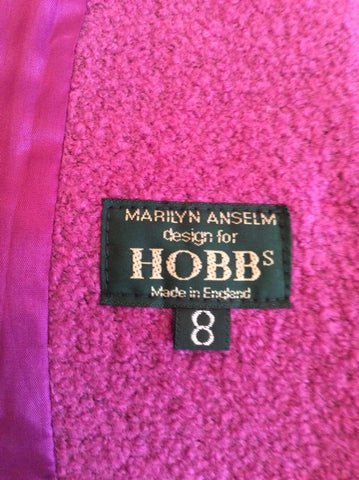 MARILYN ANSELM
design for
HOBBS
Made in England
8